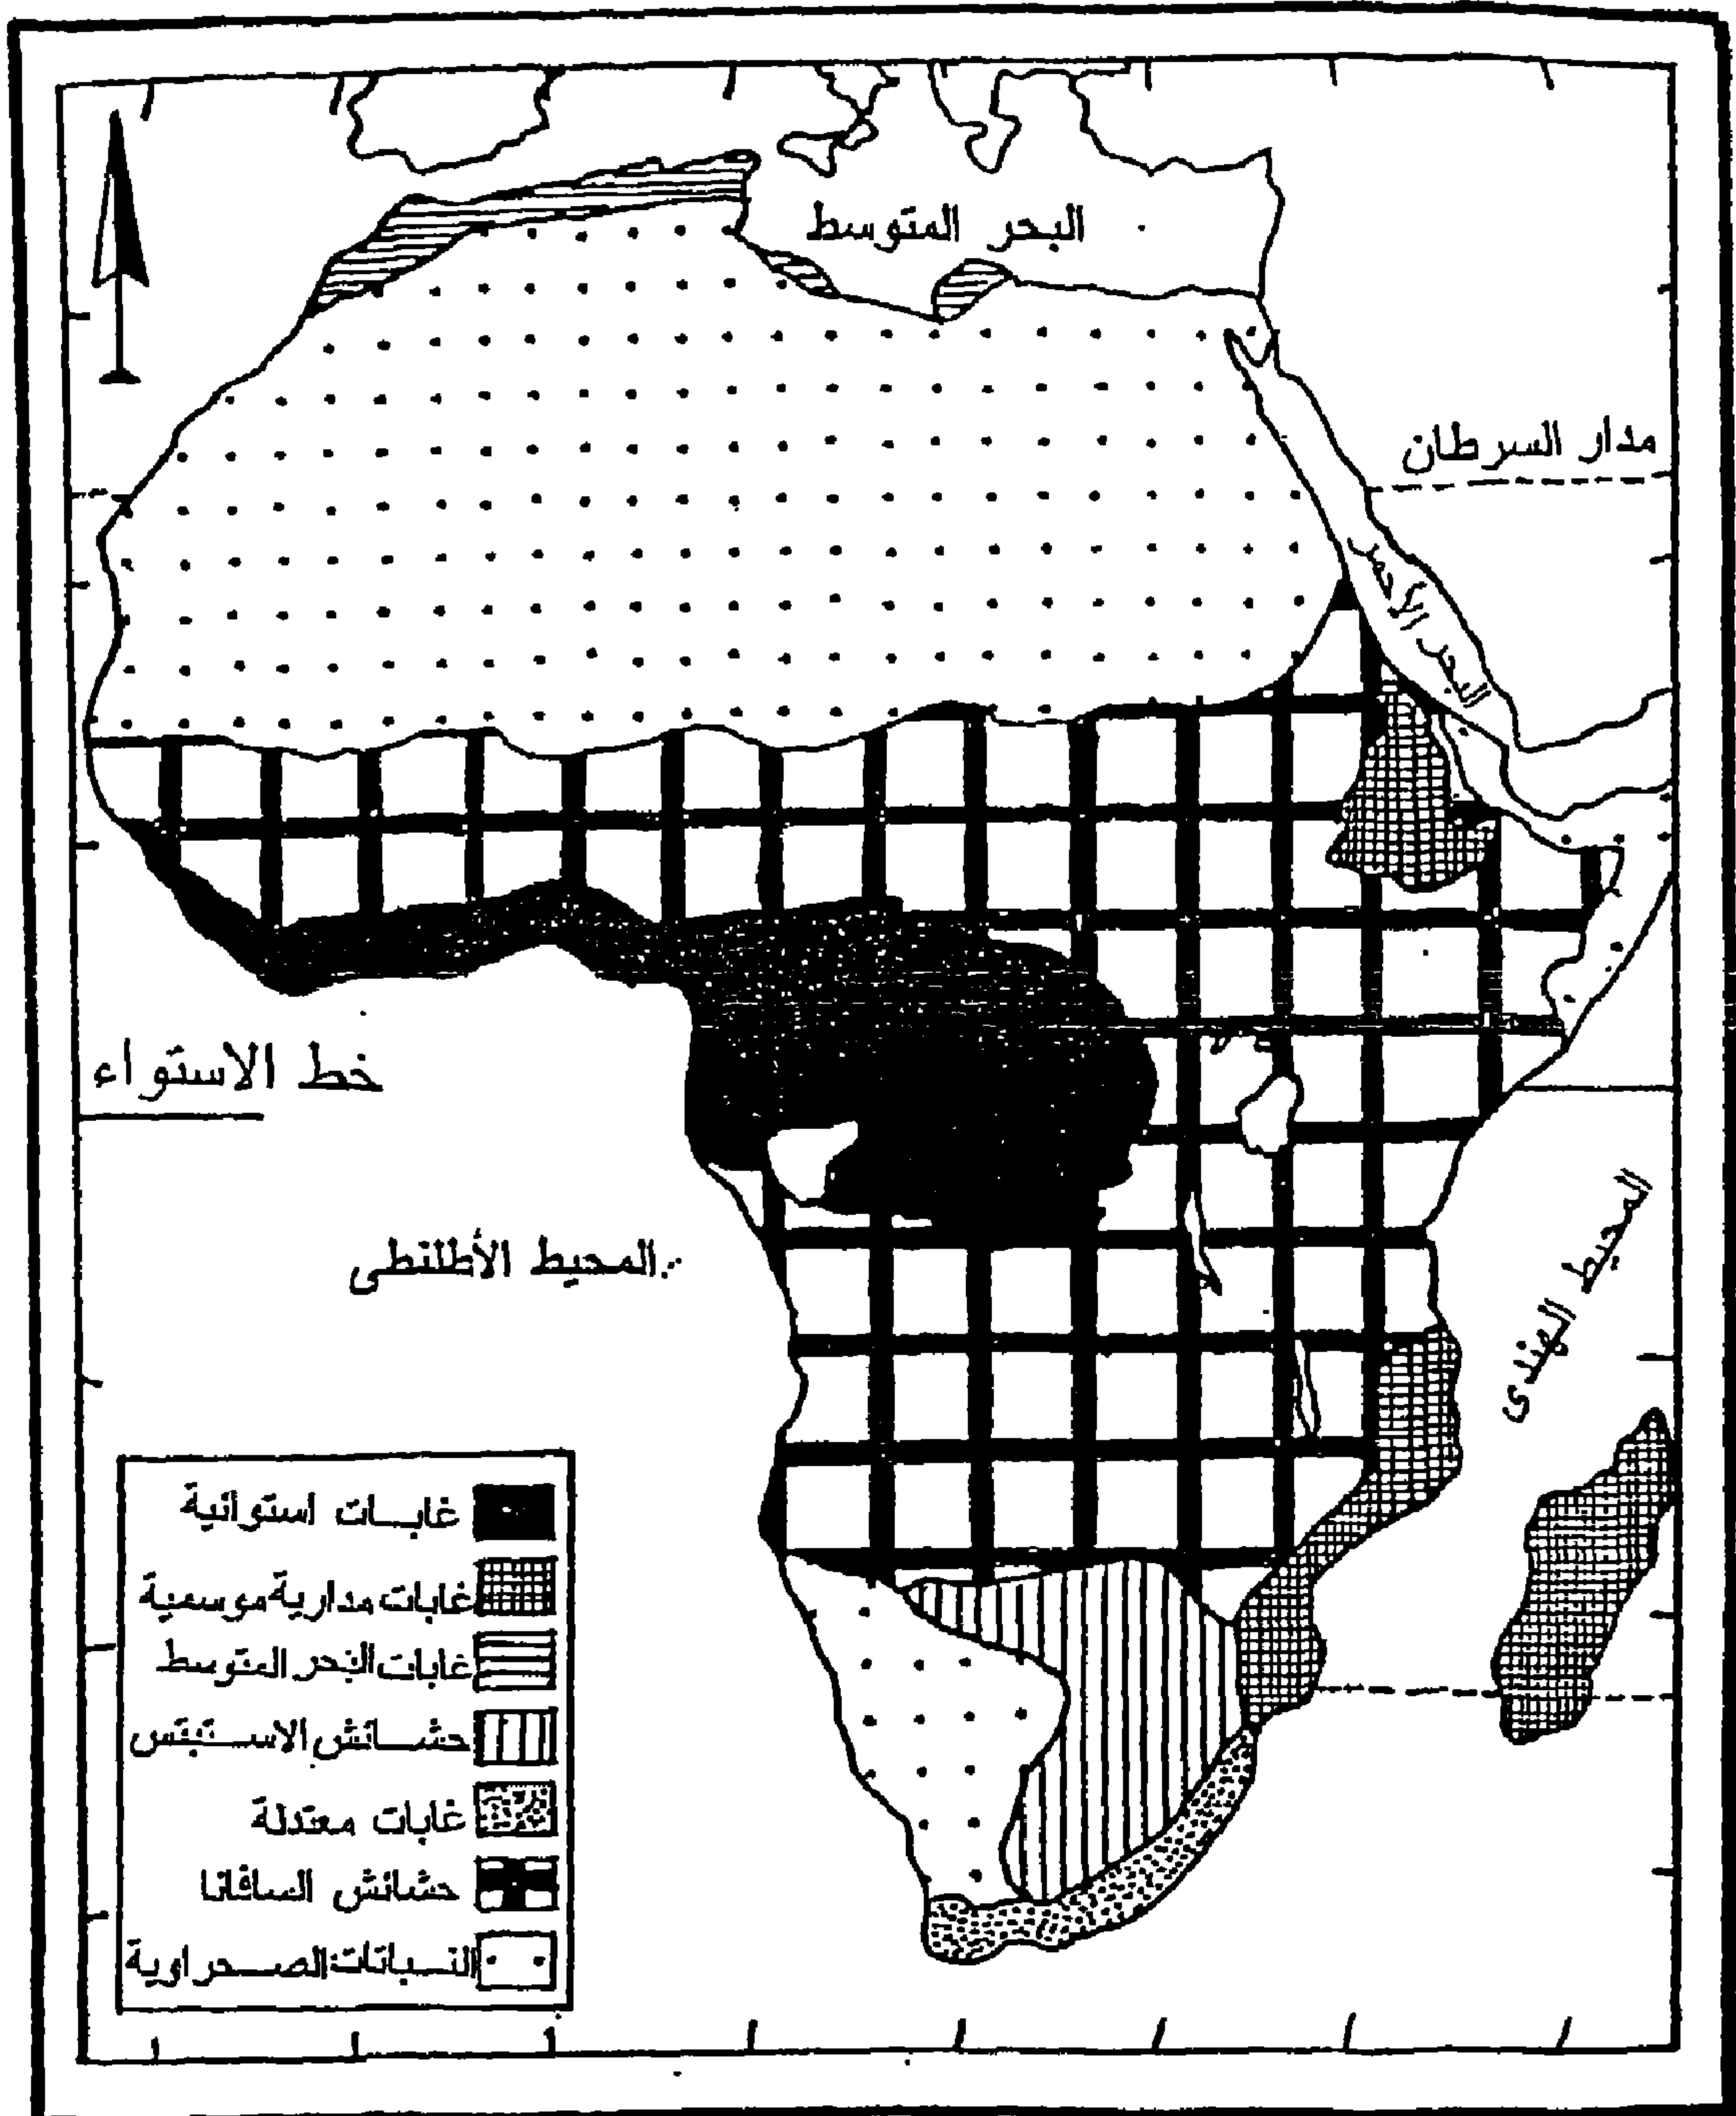 البحر المتوسط
مدار السرطان
البحر الأحمر
خط الاستواء
المحيط الأطلنطى
المحيط الهندى
غابات استوائية
غابات مدارية موسمية
غابات البحر المتوسط
حشائش الاستبس
غابات معتدلة
حشائش السافانا
النباتات الصحراوية